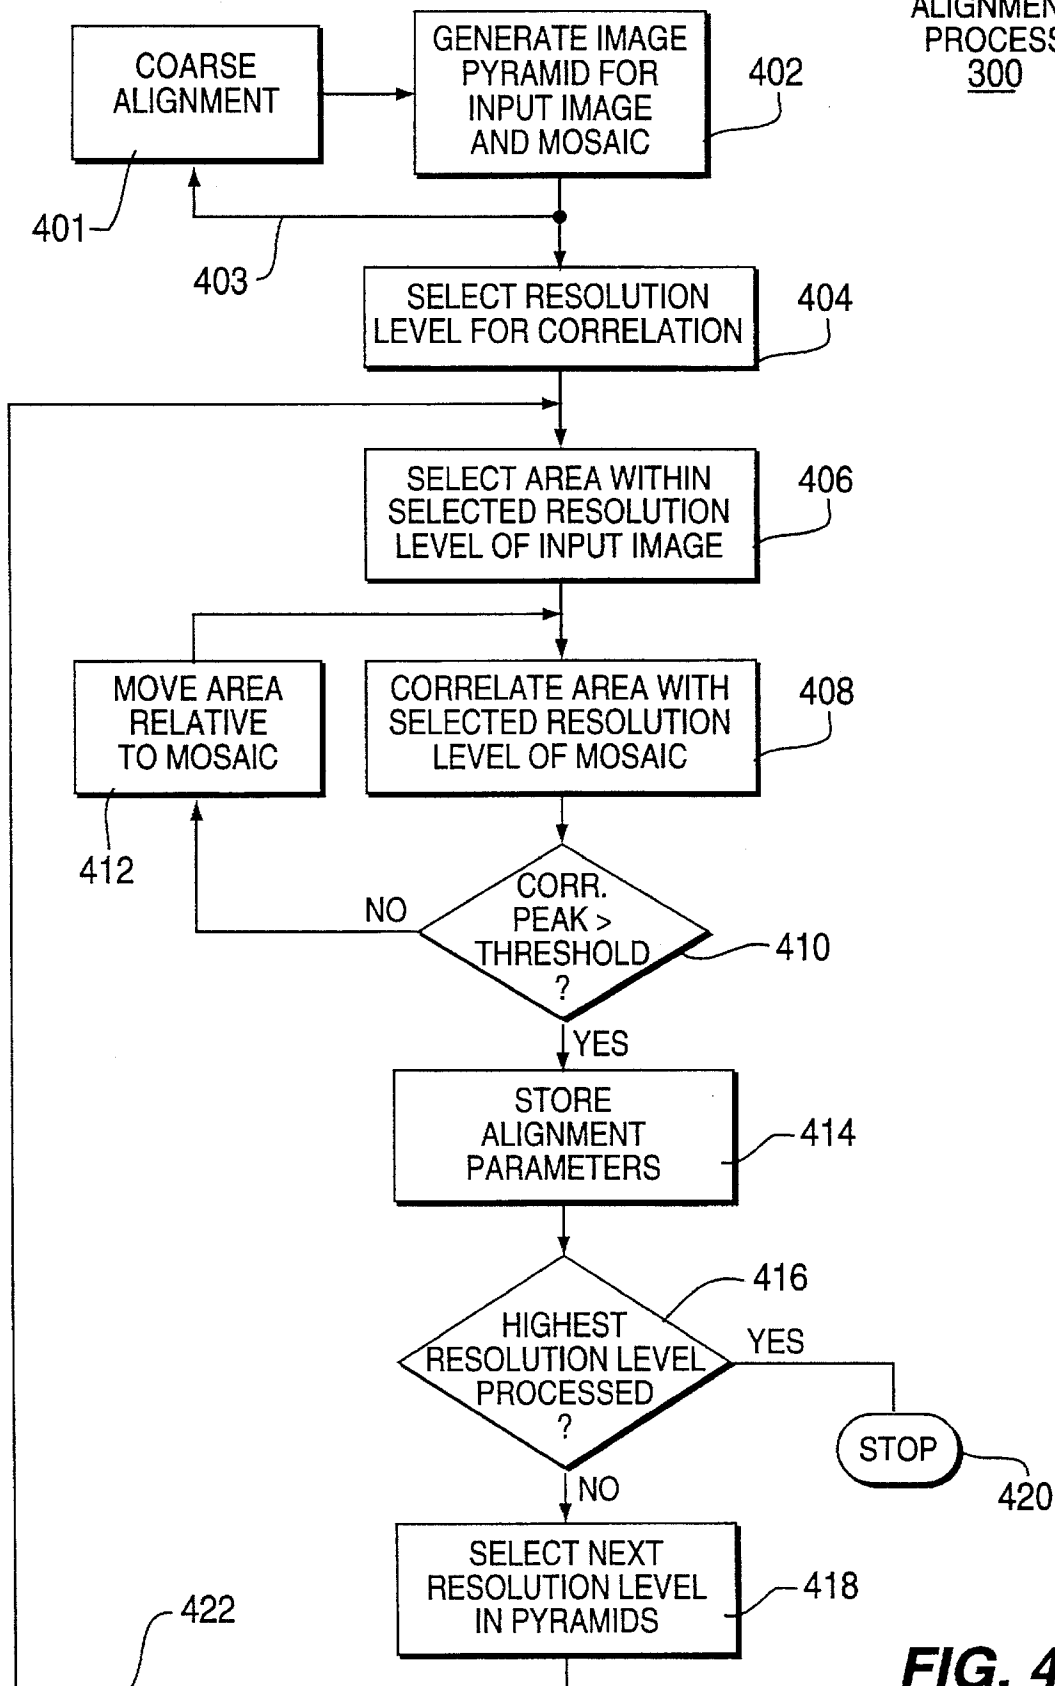 ALIGNMEN
PROCESS
300
COARSE
ALIGNMENT
GENERATE IMAGE
PYRAMID FOR
INPUT IMAGE
AND MOSAIC
402
401
403
SELECT RESOLUTION
LEVEL FOR CORRELATION
404
SELECT AREA WITHIN
SELECTED RESOLUTION
LEVEL OF INPUT IMAGE
406
MOVE AREA
RELATIVE
TO MOSAIC
CORRELATE AREA WITH
SELECTED RESOLUTION
LEVEL OF MOSAIC
408
412
NO
CORR.
PEAK >
THRESHOLD
?
410
YES
STORE
ALIGNMENT
PARAMETERS
414
416
HIGHEST
RESOLUTION LEVEL
PROCESSED
?
YES
STOP
420
NO
SELECT NEXT
RESOLUTION LEVEL
IN PYRAMIDS
418
422
FIG. 4